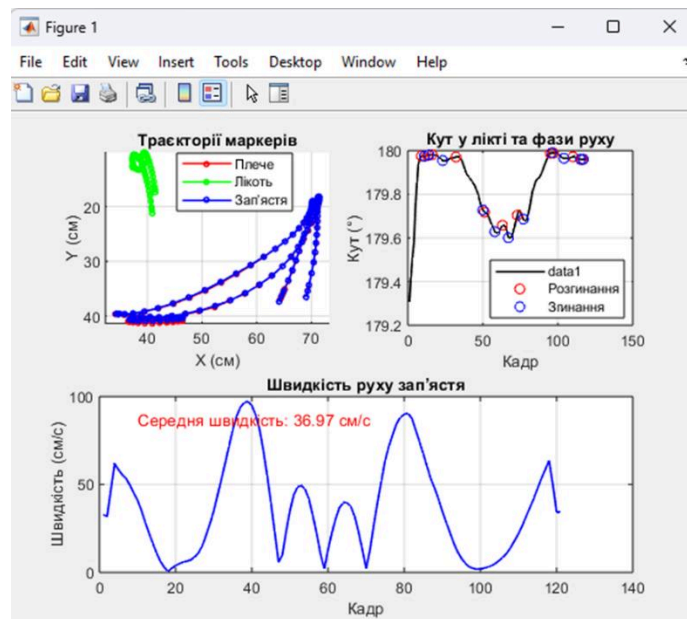 Figure 1
File Edit View Insert Tools Desktop Window Help
Траєкторії маркерів
Плече
Лікоть
Зап'ястя
Y (см)
20
30
40
40 50 60 70
X (см)
Кут у лікті та фази руху
180
179.8
179.6
179.4
179.2
Кут (°)
data1
Розгинання
Згинання
0 50 100 150
Кадр
Швидкість руху зап'ястя
100
50
0
Швидкість (см/с)
Середня швидкість: 36.97 см/с
0 20 40 60 80 100 120 140
Кадр